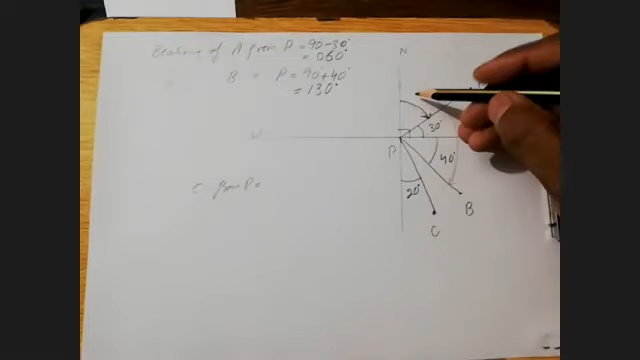 Bearing of A from P = 90-30°
= 060°
B = P = 90°+40°
= 130°
C from P =
N
W
P
30°
40°
20°
B
C